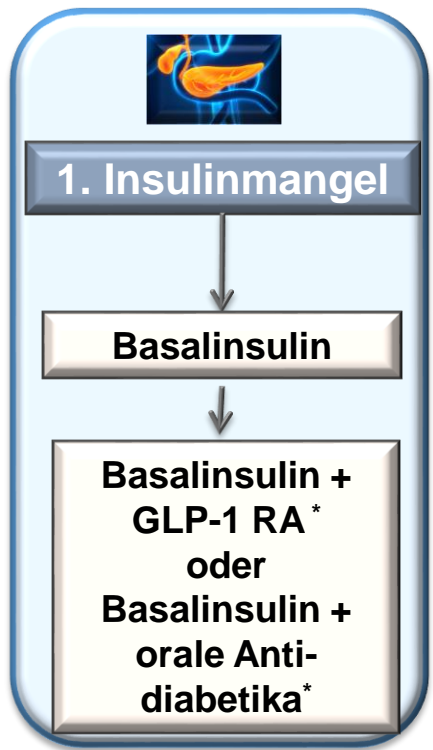 1. Insulinmangel
Basalinsulin
Basalinsulin +
GLP-1 RA *
oder
Basalinsulin +
orale Anti-
diabetika*